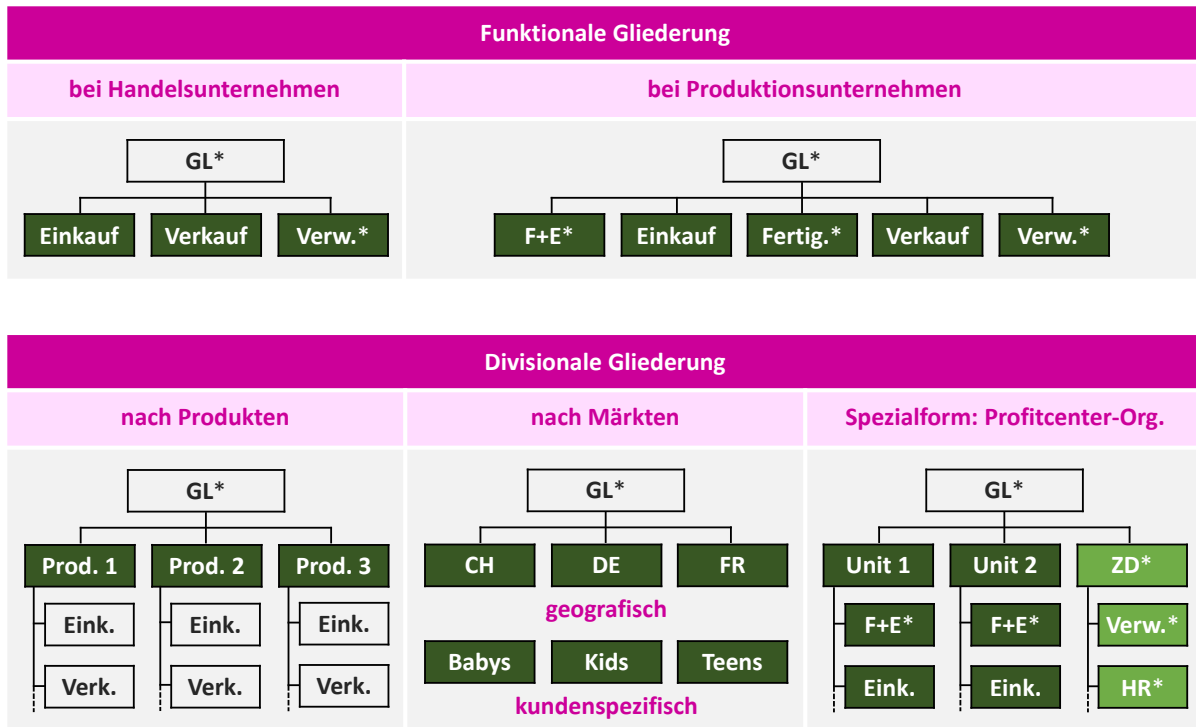 Funktionale Gliederung
bei Handelsunternehmen
bei Produktionsunternehmen
GL*
Einkauf
Verkauf
Verw.*
GL*
F+E*
Einkauf
Fertig.*
Verkauf
Verw.*
Divisionale Gliederung
nach Produkten
nach Märkten
Spezialform: Profitcenter-Org.
GL*
Prod. 1
Prod. 2
Prod. 3
Eink.
Eink.
Eink.
Verk.
Verk.
Verk.
GL*
CH
DE
FR
geografisch
Babys
Kids
Teens
kundenspezifisch
GL*
Unit 1
Unit 2
ZD*
F+E*
F+E*
Verw.*
Eink.
Eink.
HR*